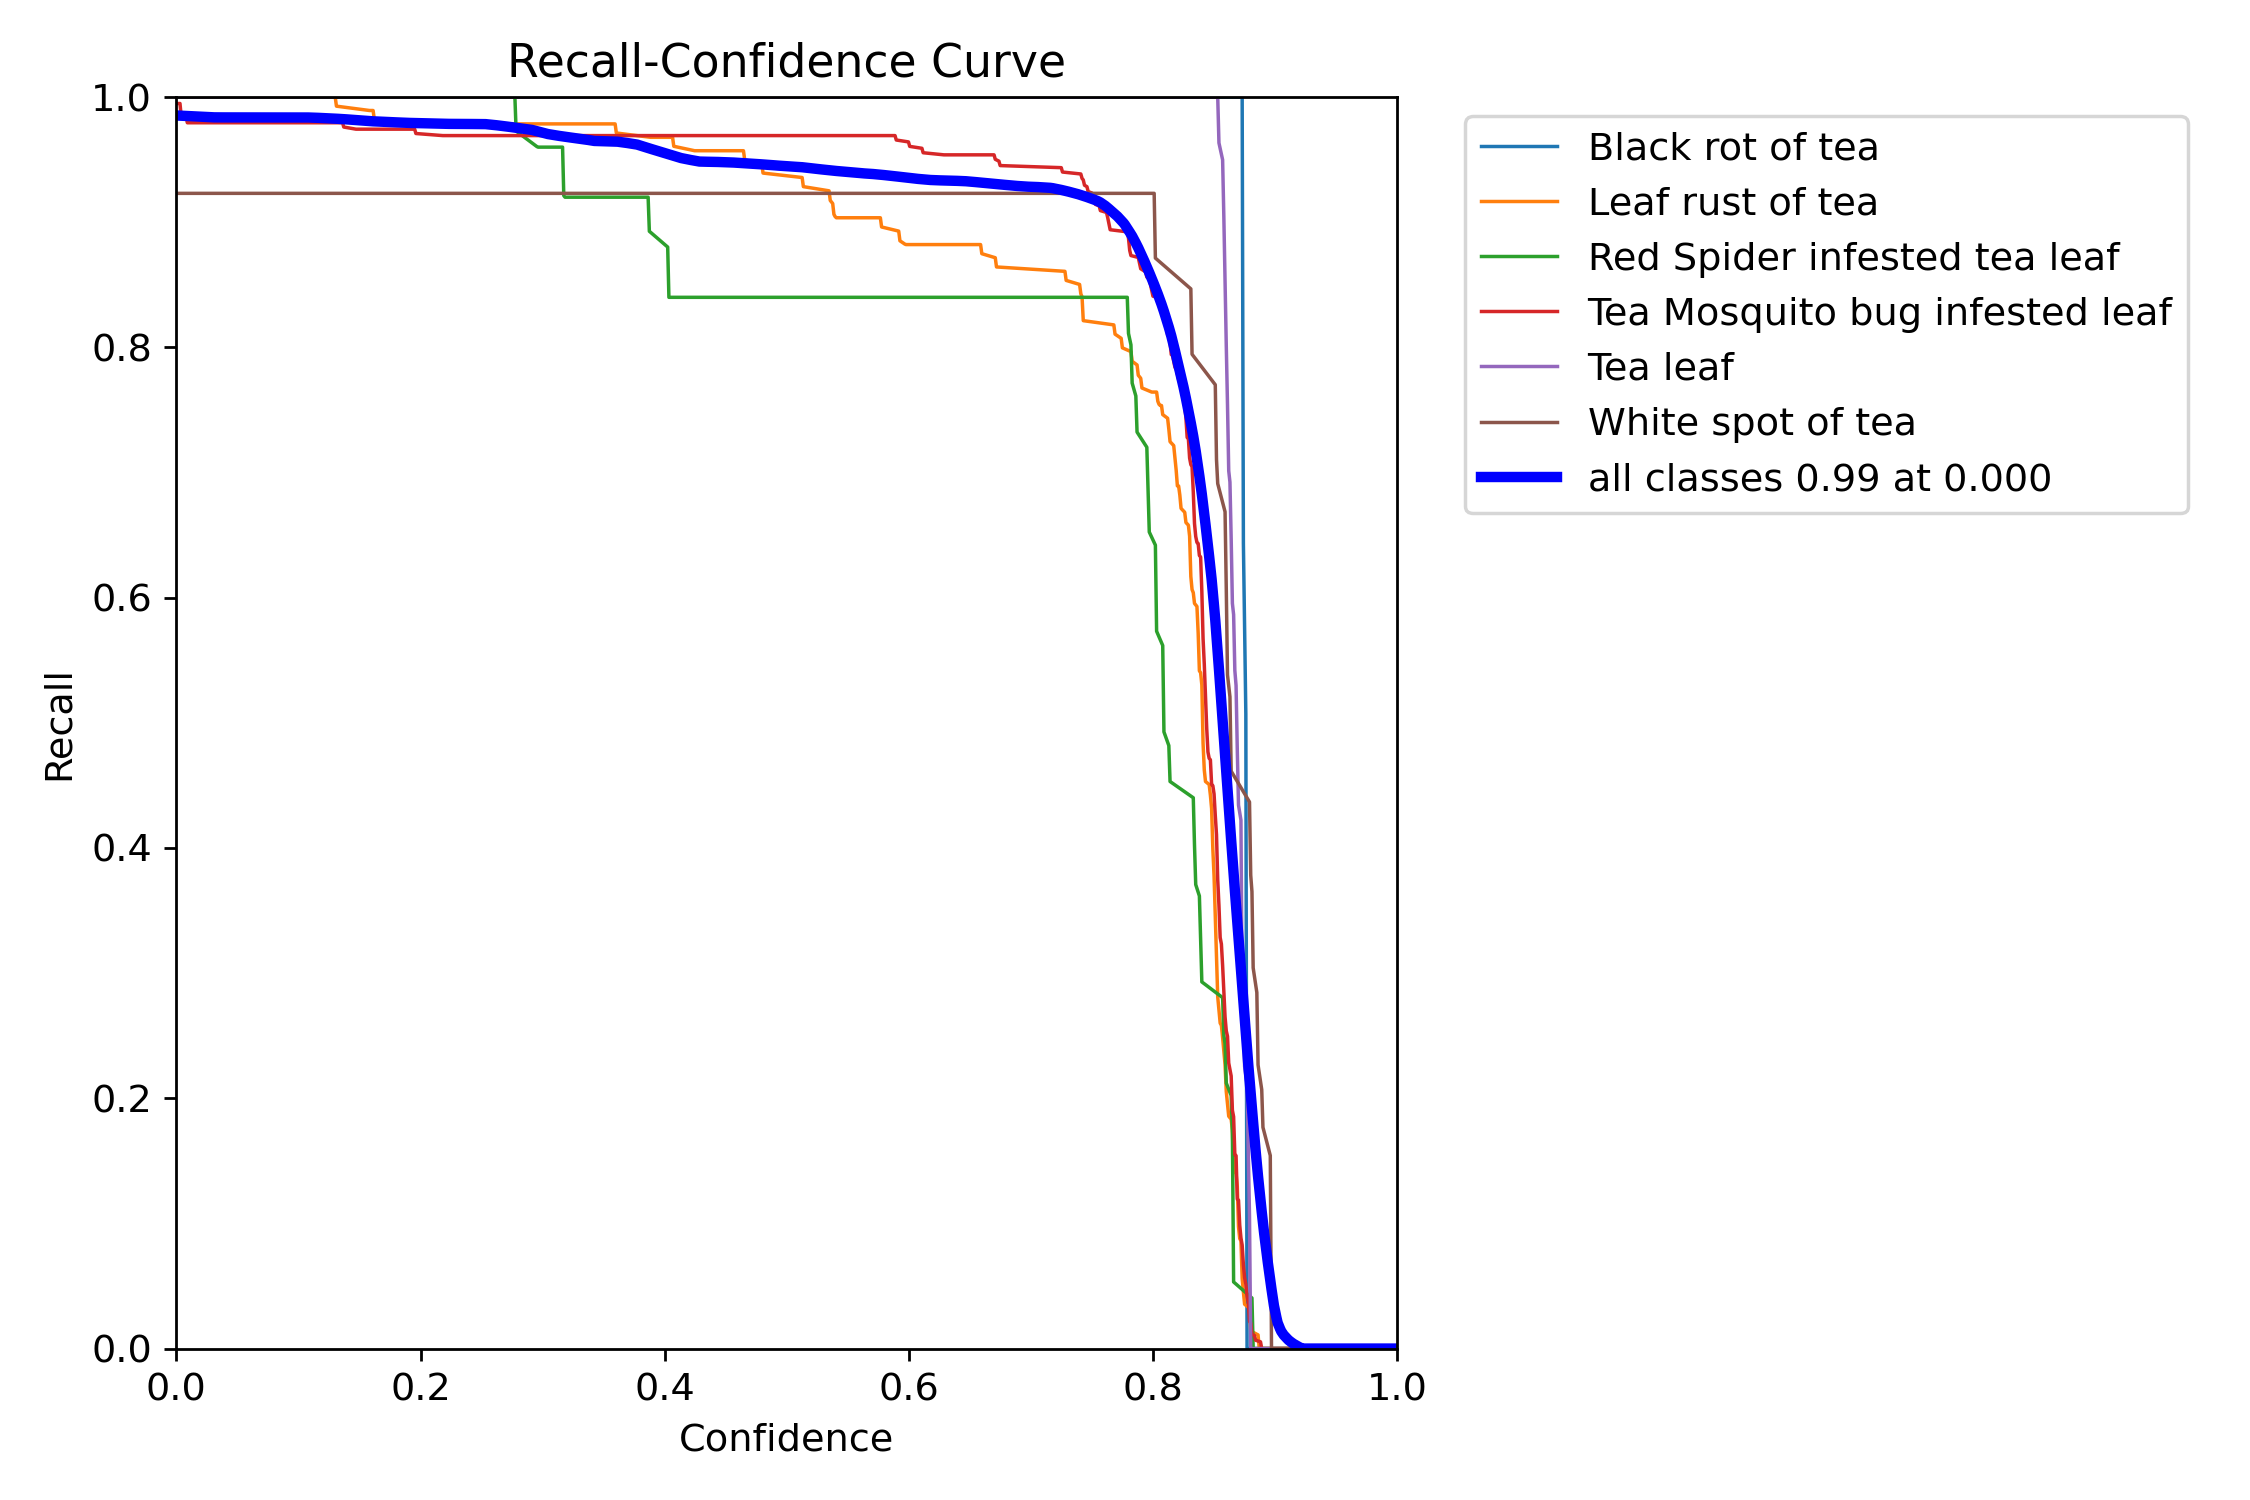 Recall-Confidence Curve
1.0
0.8
0.6
0.4
0.2
0.0
Recall
0.0 0.2 0.4 0.6 0.8 1.0
Confidence
Black rot of tea
Leaf rust of tea
Red Spider infested tea leaf
Tea Mosquito bug infested leaf
Tea leaf
White spot of tea
all classes 0.99 at 0.000